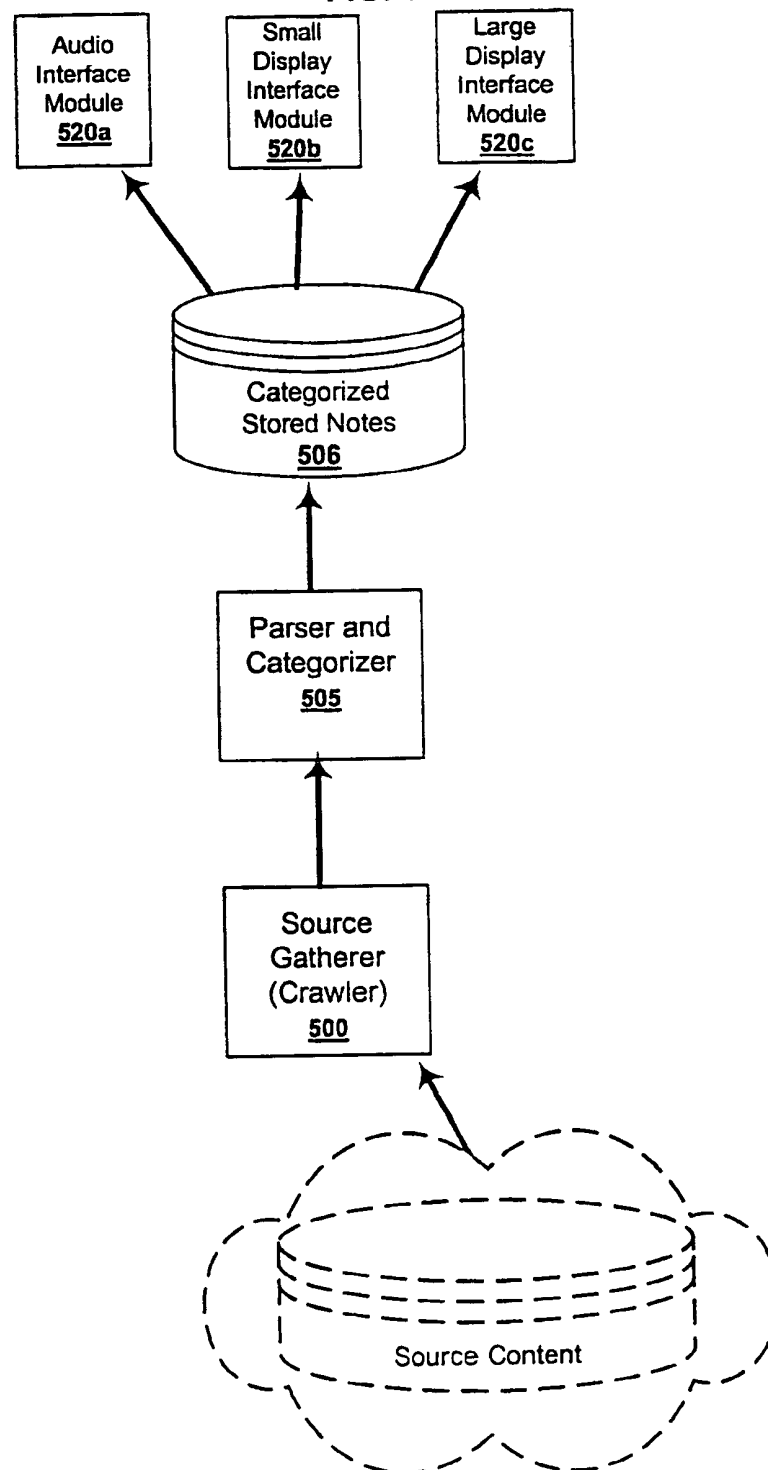 Audio
Interface
Module
520a
Small
Display
Interface
Module
520b
Large
Display
Interface
Module
520c
Categorized
Stored Notes
506
Parser and
Categorizer
505
Source
Gatherer
(Crawler)
500
Source Content